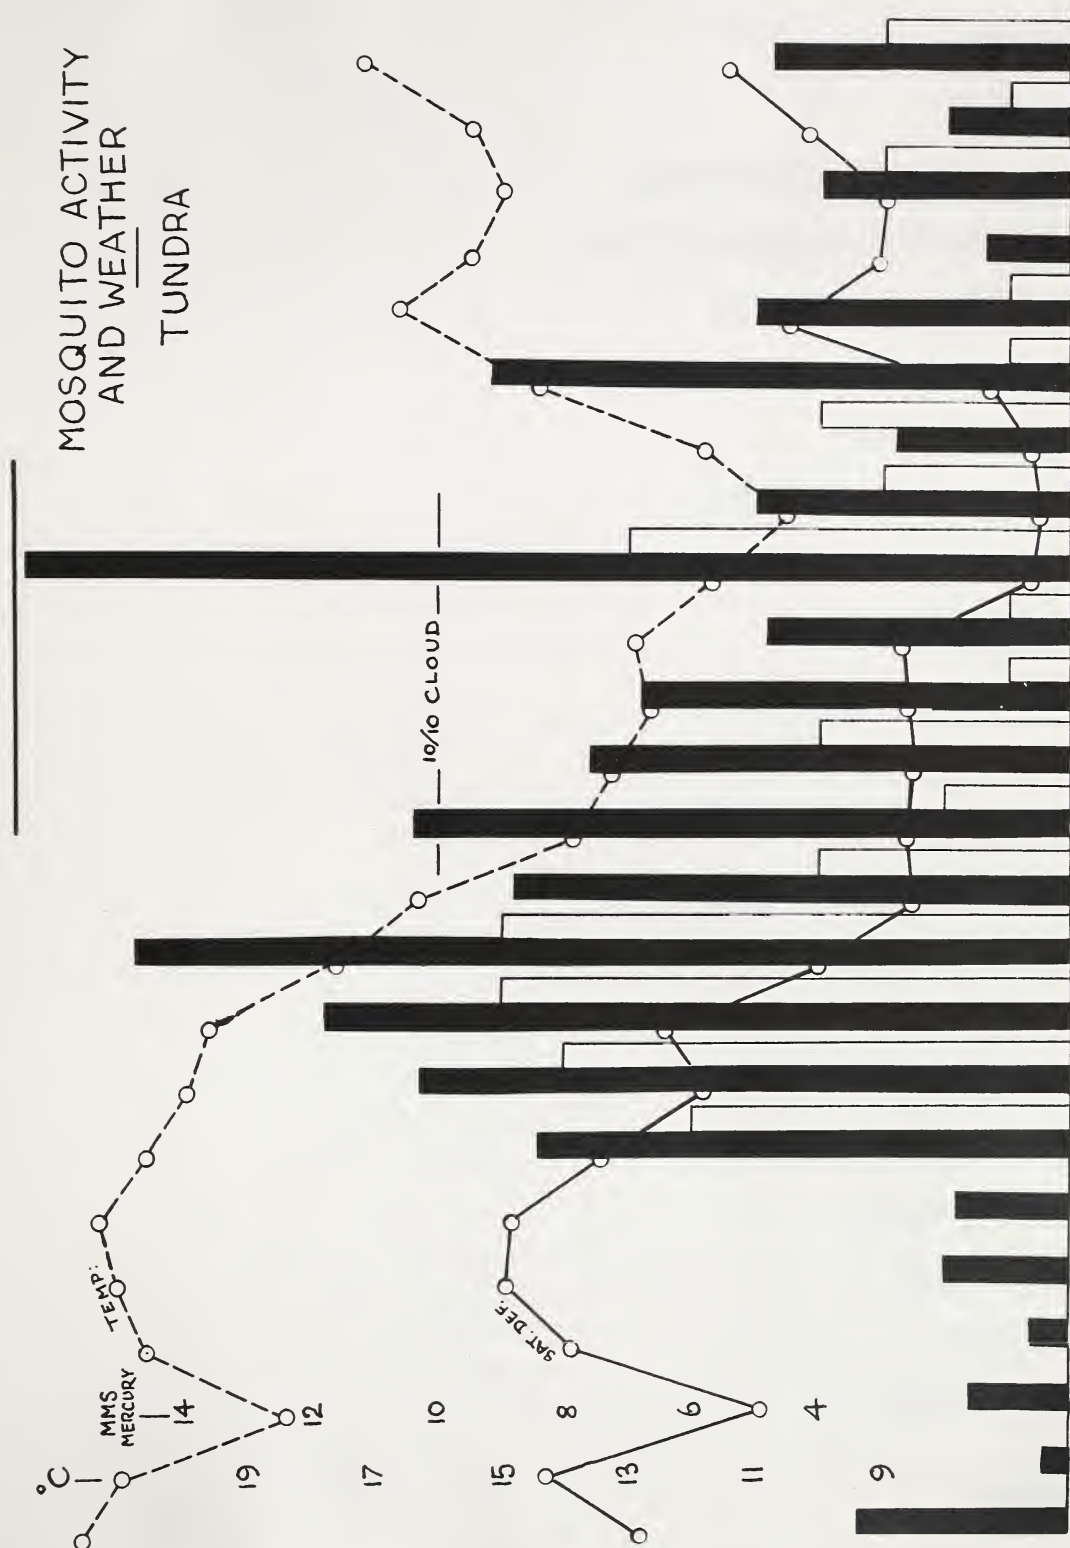 MOSQUITO ACTIVITY
AND WEATHER
TUNDRA
10/10 CLOUD
°C
MMS
MERCURY
TEMP:
SAT. DEF.
14
12
10
8
6
4
19
17
15
13
11
9